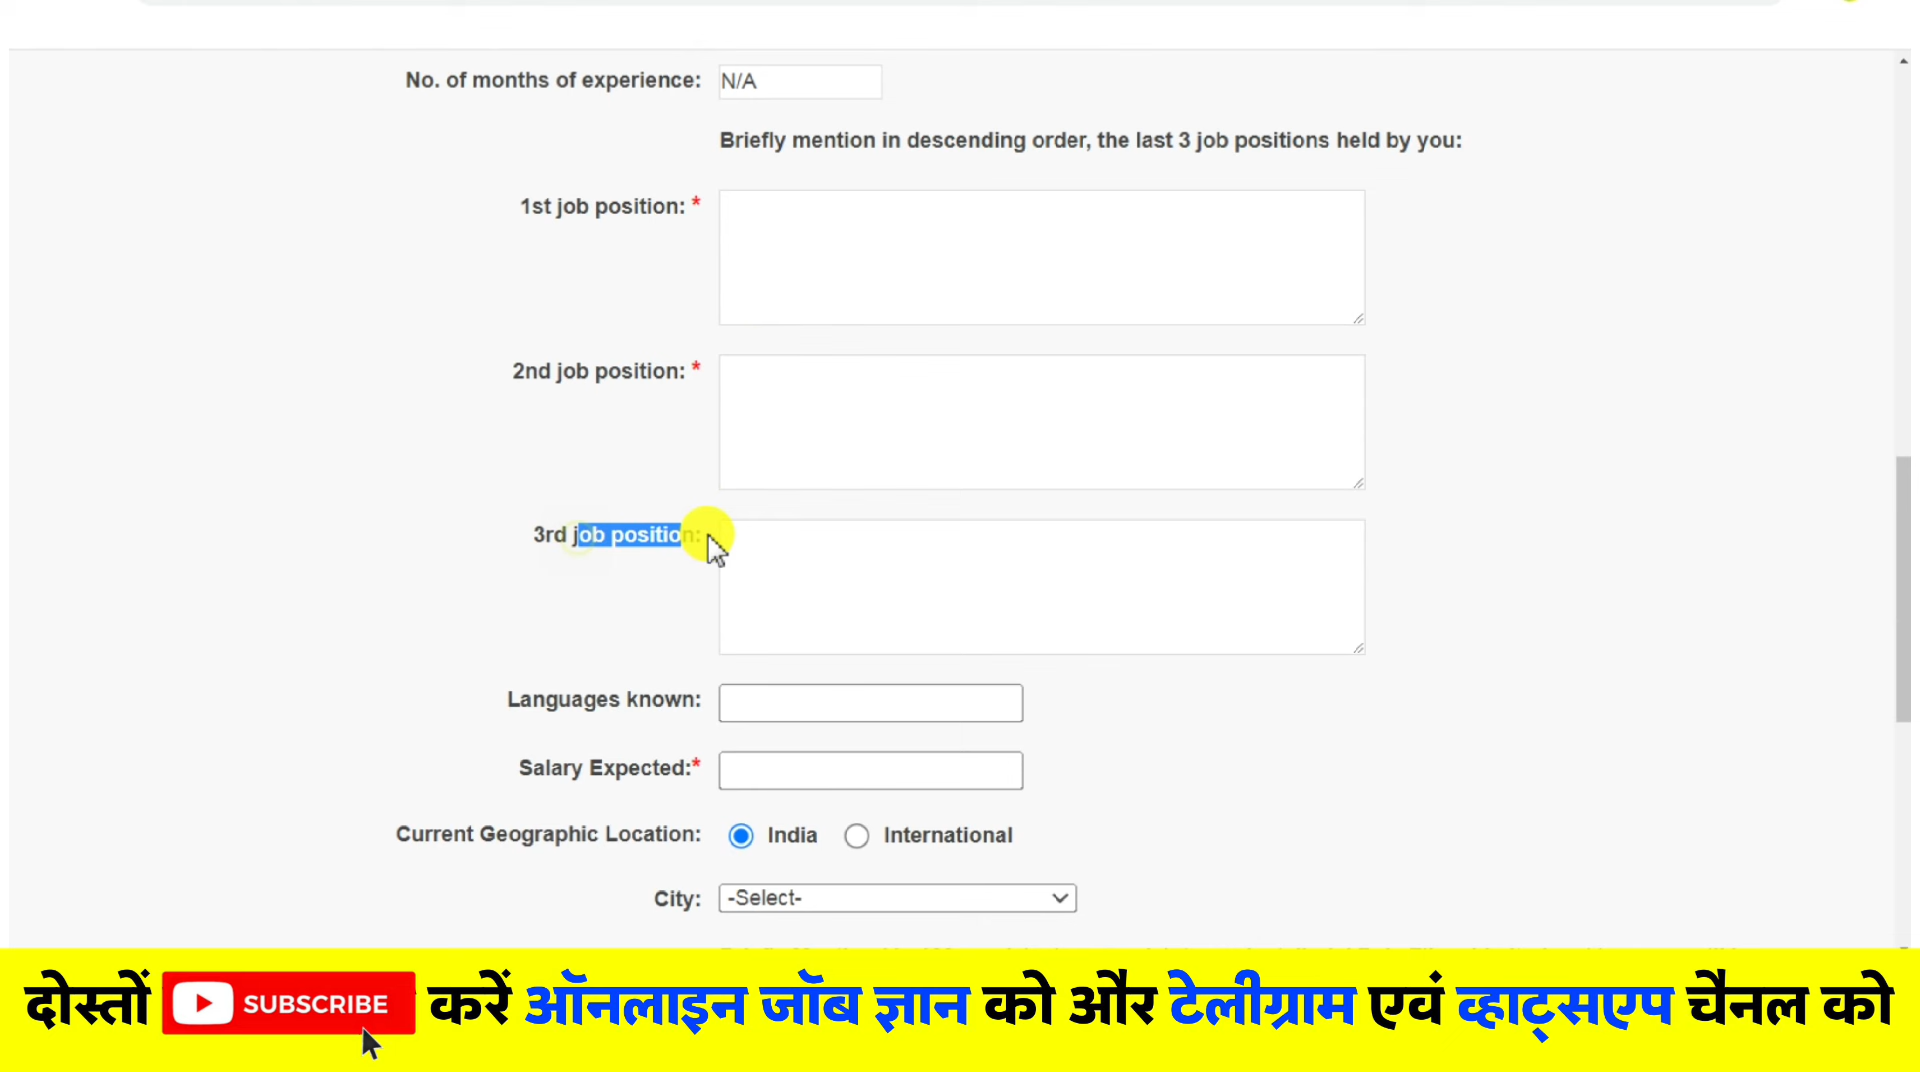 No. of months of experience: N/A
Briefly mention in descending order, the last 3 job positions held by you:
1st job position: *
2nd job position: *
3rd job position:
Languages known:
Salary Expected:*
Current Geographic Location: India International
City: -Select-
दोस्तों SUBSCRIBE करें ऑनलाइन जॉब ज्ञान को और टेलीग्राम एवं व्हाट्सएप चैनल को